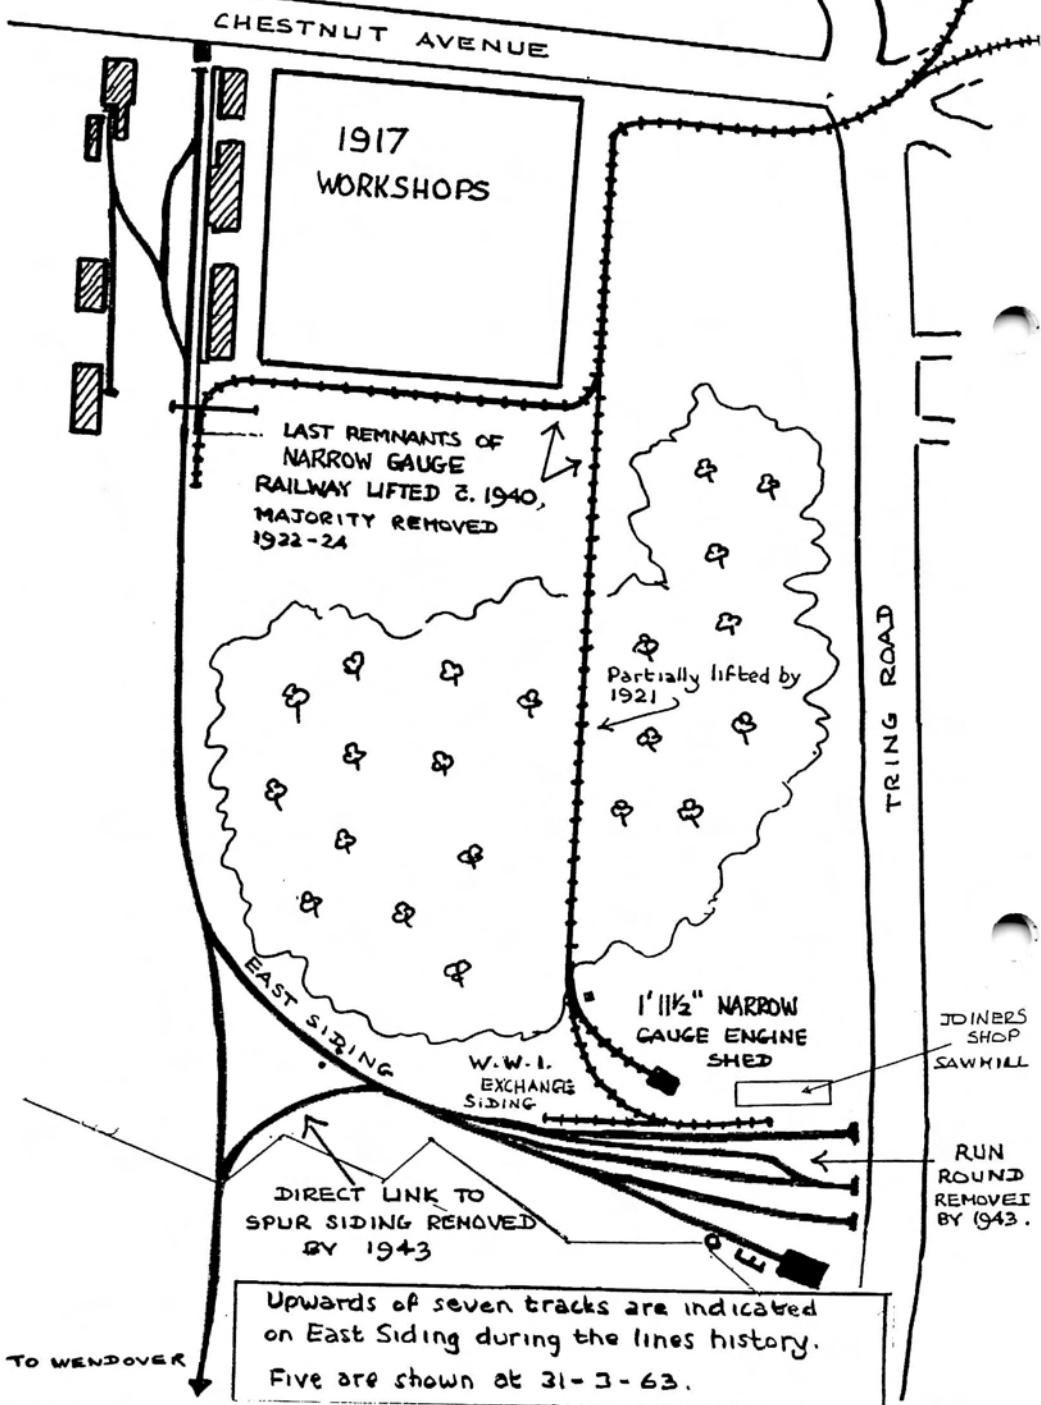 CHESTNUT AVENUE
1917
WORKSHOPS
LAST REMNANTS OF
NARROW GAUGE
RAILWAY LIFTED C. 1940,
MAJORITY REMOVED
1922-24
Partially lifted by
1921
TRING ROAD
EAST SIDING
1' 11½" NARROW
GAUGE ENGINE
SHED
JOINERS
SHOP
SAWMILL
W.W.I.
EXCHANGE
SIDING
RUN
ROUND
REMOVED
BY 1943.
DIRECT LINK TO
SPUR SIDING REMOVED
BY 1943
Upwards of seven tracks are indicated
on East Siding during the lines history.
Five are shown at 31-3-63.
TO WENDOVER